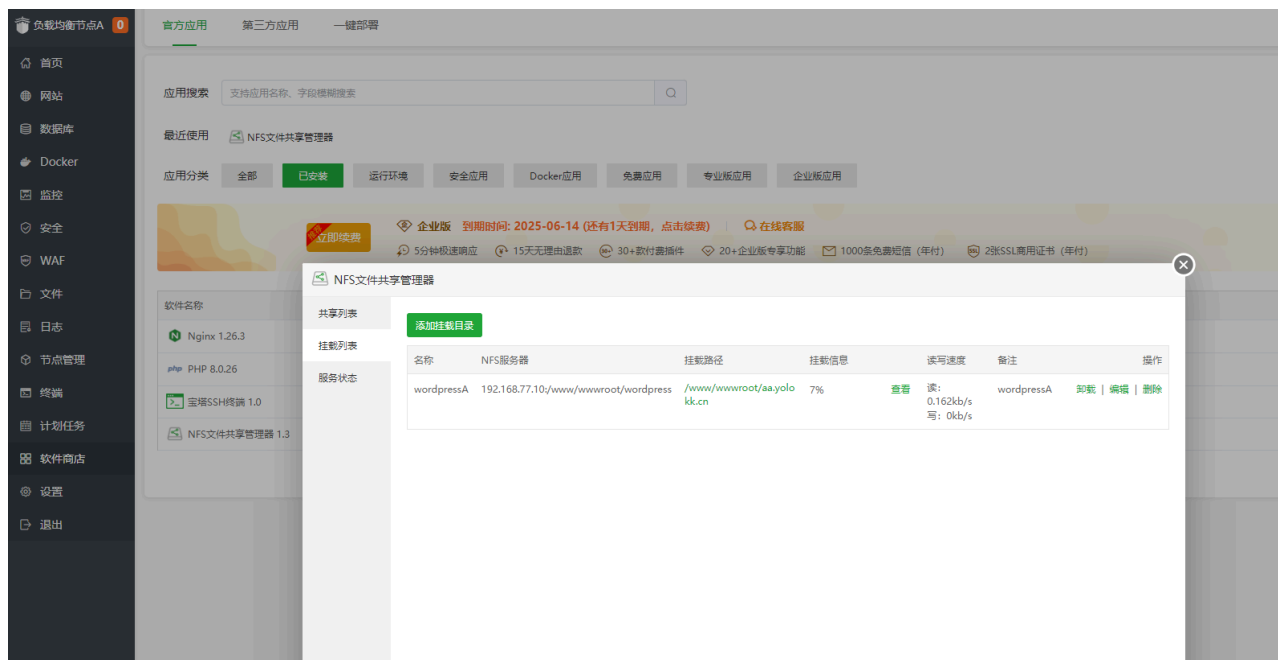 负载均衡节点A 0
官方应用 第三方应用 一键部署
首页
网站
数据库
Docker
监控
安全
WAF
文件
日志
节点管理
终端
计划任务
软件商店
设置
退出
应用搜索 支持应用名称、字段模糊搜索
最近使用 NFS文件共享管理器
应用分类 全部 已安装 运行环境 安全应用 Docker应用 免费应用 专业版应用 企业版应用
立即续费 企业版 到期时间: 2025-06-14 (还有1天到期，点击续费) 在线客服
5分钟极速响应 15天无理由退款 30+款付费插件 20+企业版专享功能 1000条免费短信 (年付) 2张SSL商用证书 (年付)
软件名称
Nginx 1.26.3
php PHP 8.0.26
宝塔SSH终端 1.0
NFS文件共享管理器 1.3
NFS文件共享管理器
共享列表
挂载列表
服务状态
添加挂载目录
名称 NFS服务器 挂载路径 挂载信息 读写速度 备注 操作
wordpressA 192.168.77.10:/www/wwwroot/wordpress /www/wwwroot/aa.yolo 7% 查看 读: wordpressA 卸载 | 编辑 | 删除
kk.cn 0.162kb/s
写: 0kb/s